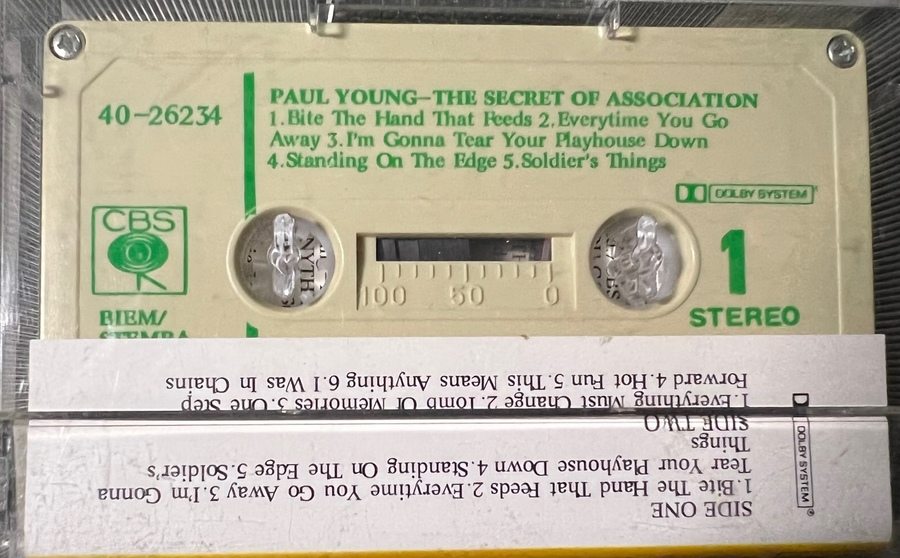 40-26234
PAUL YOUNG—THE SECRET OF ASSOCIATION
1.Bite The Hand That Feeds 2.Everytime You Go
Away 3.I'm Gonna Tear Your Playhouse Down
4.Standing On The Edge 5.Soldier's Things
DOLBY SYSTEM
CBS
BIEM/
STEMRA
100 50 0
1
STEREO
SIDE ONE
1.Bite The Hand That Feeds 2.Everytime You Go Away 3.I'm Gonna
Tear Your Playhouse Down 4.Standing On The Edge 5.Soldier's
Things
SIDE TWO
1.Everything Must Change 2.Tomb Of Memories 3.One Step
Forward 4.Hot Fun 5.This Means Anything 6.I Was In Chains
DOLBY SYSTEM®